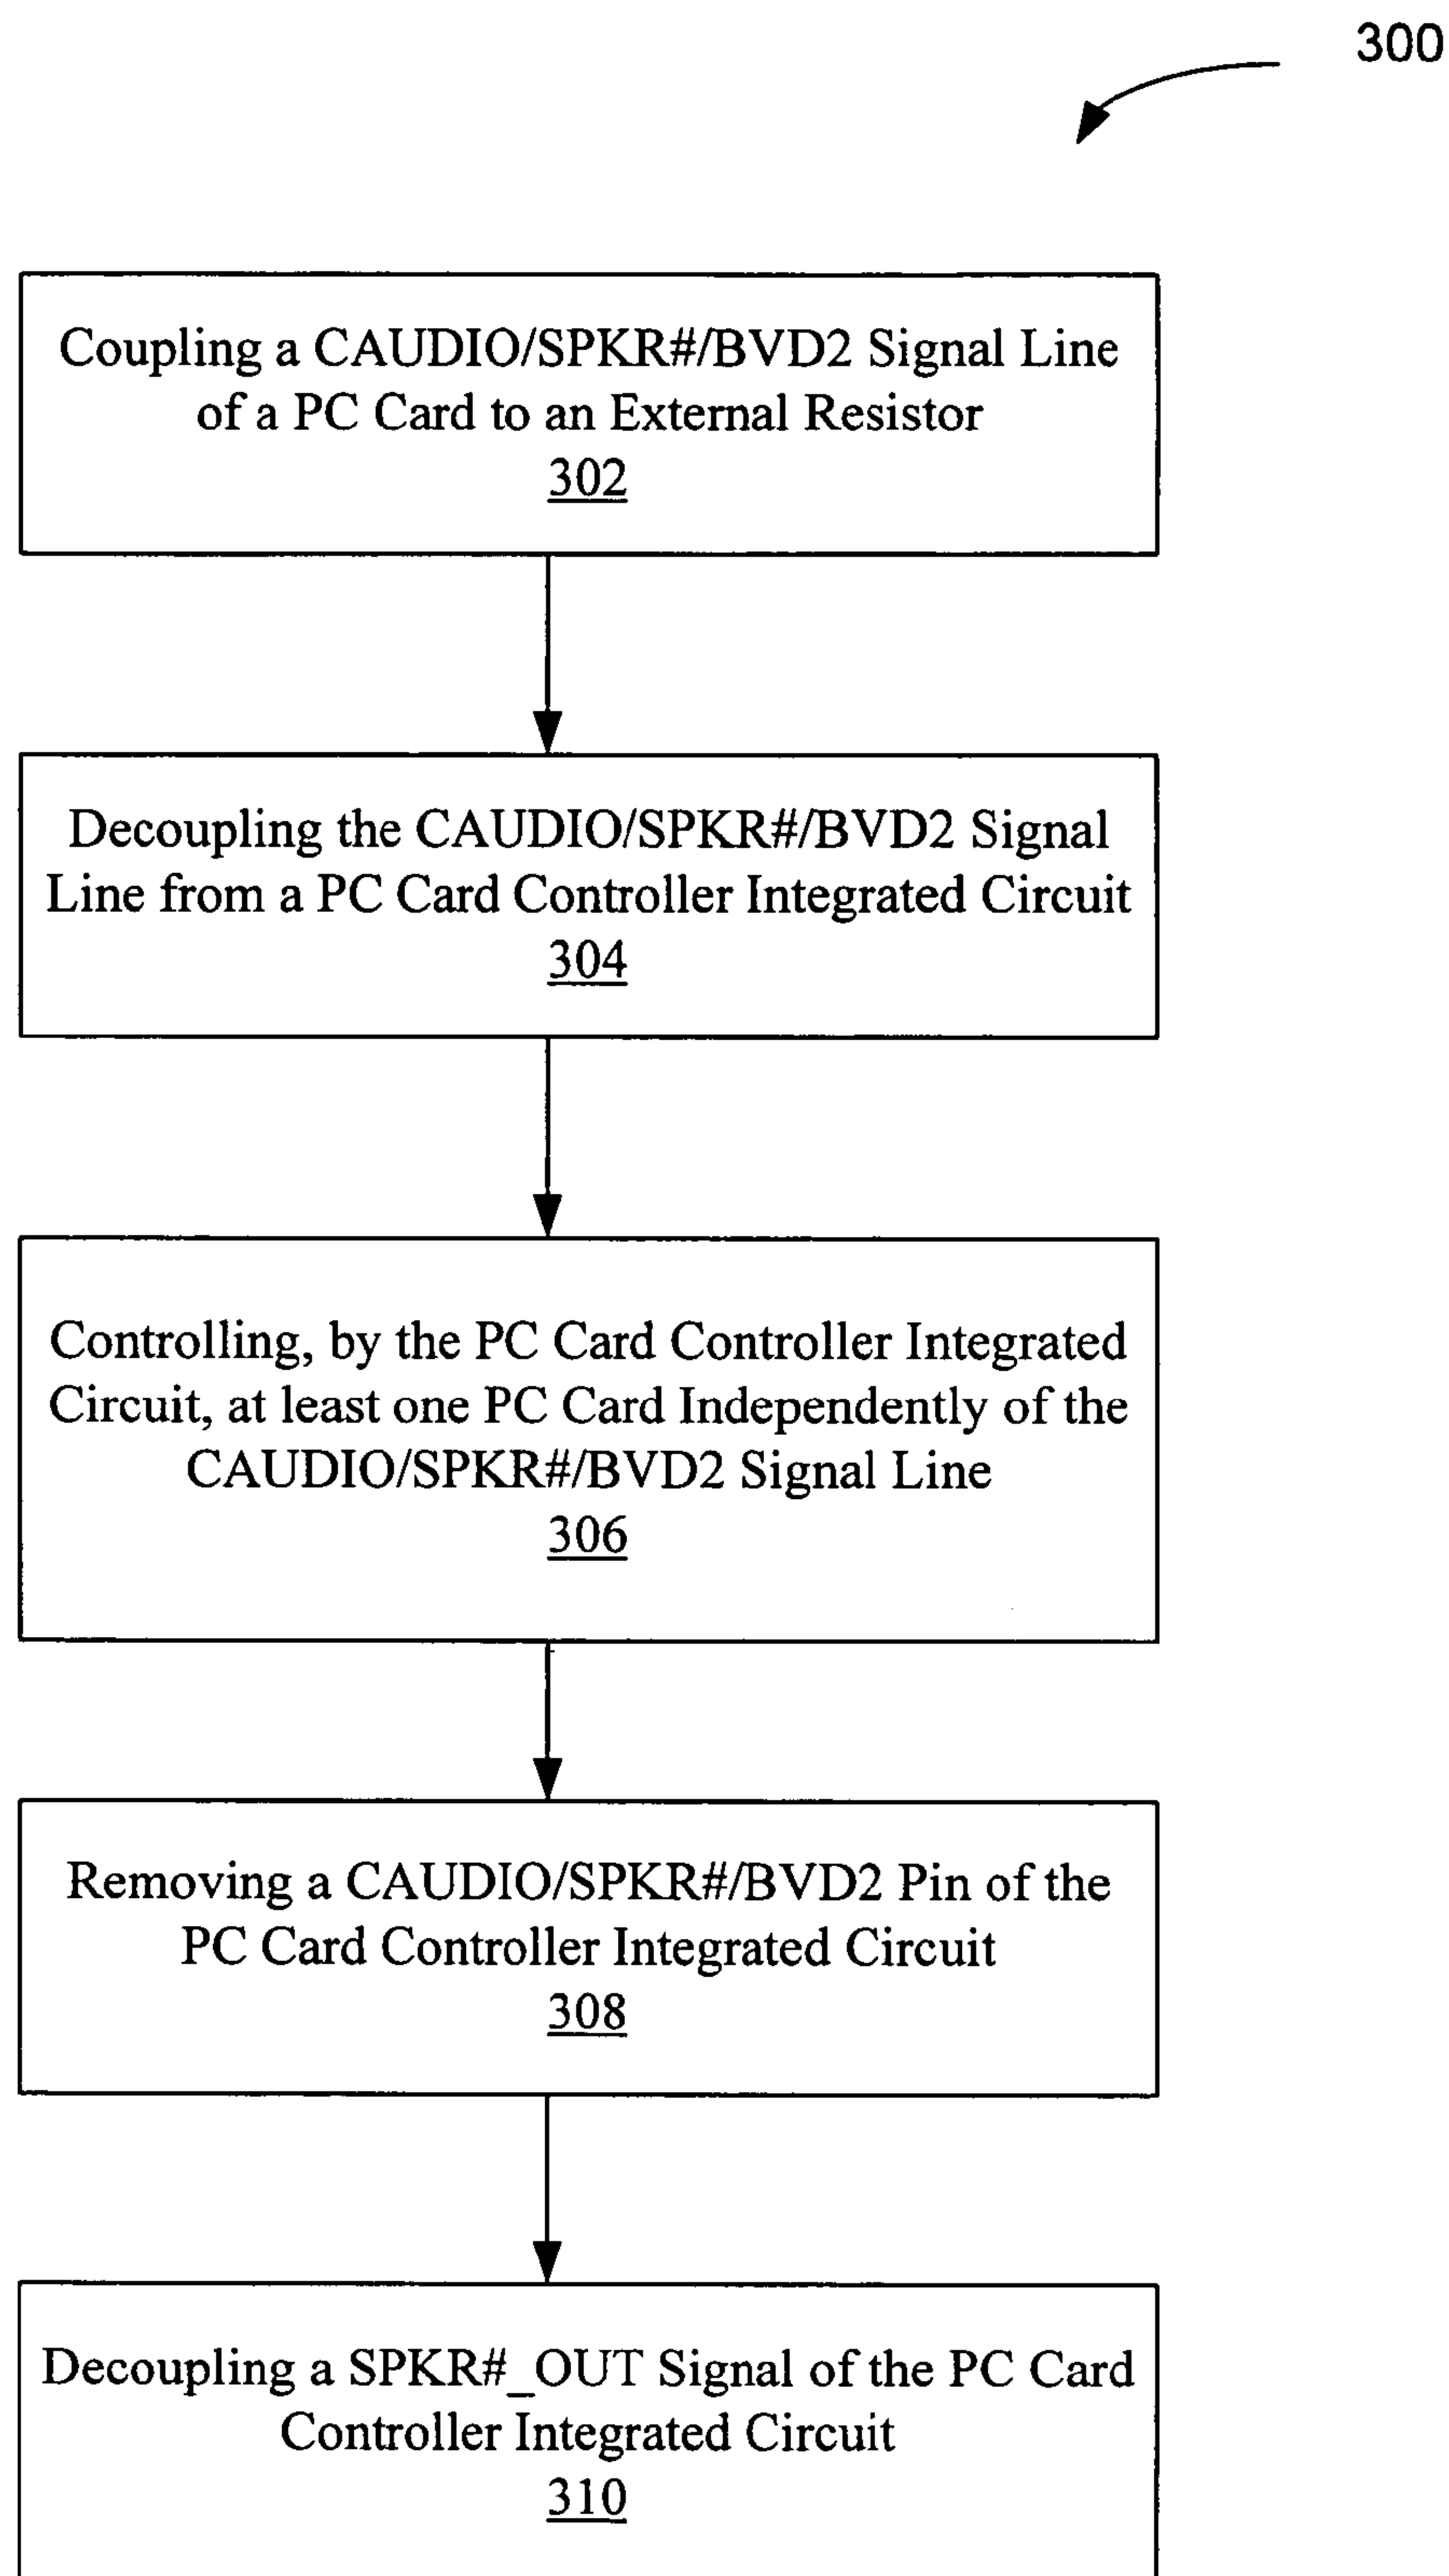 300
Coupling a CAUDIO/SPKR#/BVD2 Signal Line
of a PC Card to an External Resistor
302
Decoupling the CAUDIO/SPKR#/BVD2 Signal
Line from a PC Card Controller Integrated Circuit
304
Controlling, by the PC Card Controller Integrated
Circuit, at least one PC Card Independently of the
CAUDIO/SPKR#/BVD2 Signal Line
306
Removing a CAUDIO/SPKR#/BVD2 Pin of the
PC Card Controller Integrated Circuit
308
Decoupling a SPKR#_OUT Signal of the PC Card
Controller Integrated Circuit
310